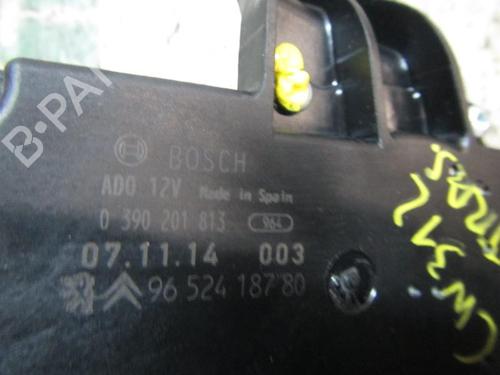 BOSCH
ADO 12V Made in Spain
0 390 201 813 964
07.11.14 003
96 524 187 80
B-PA